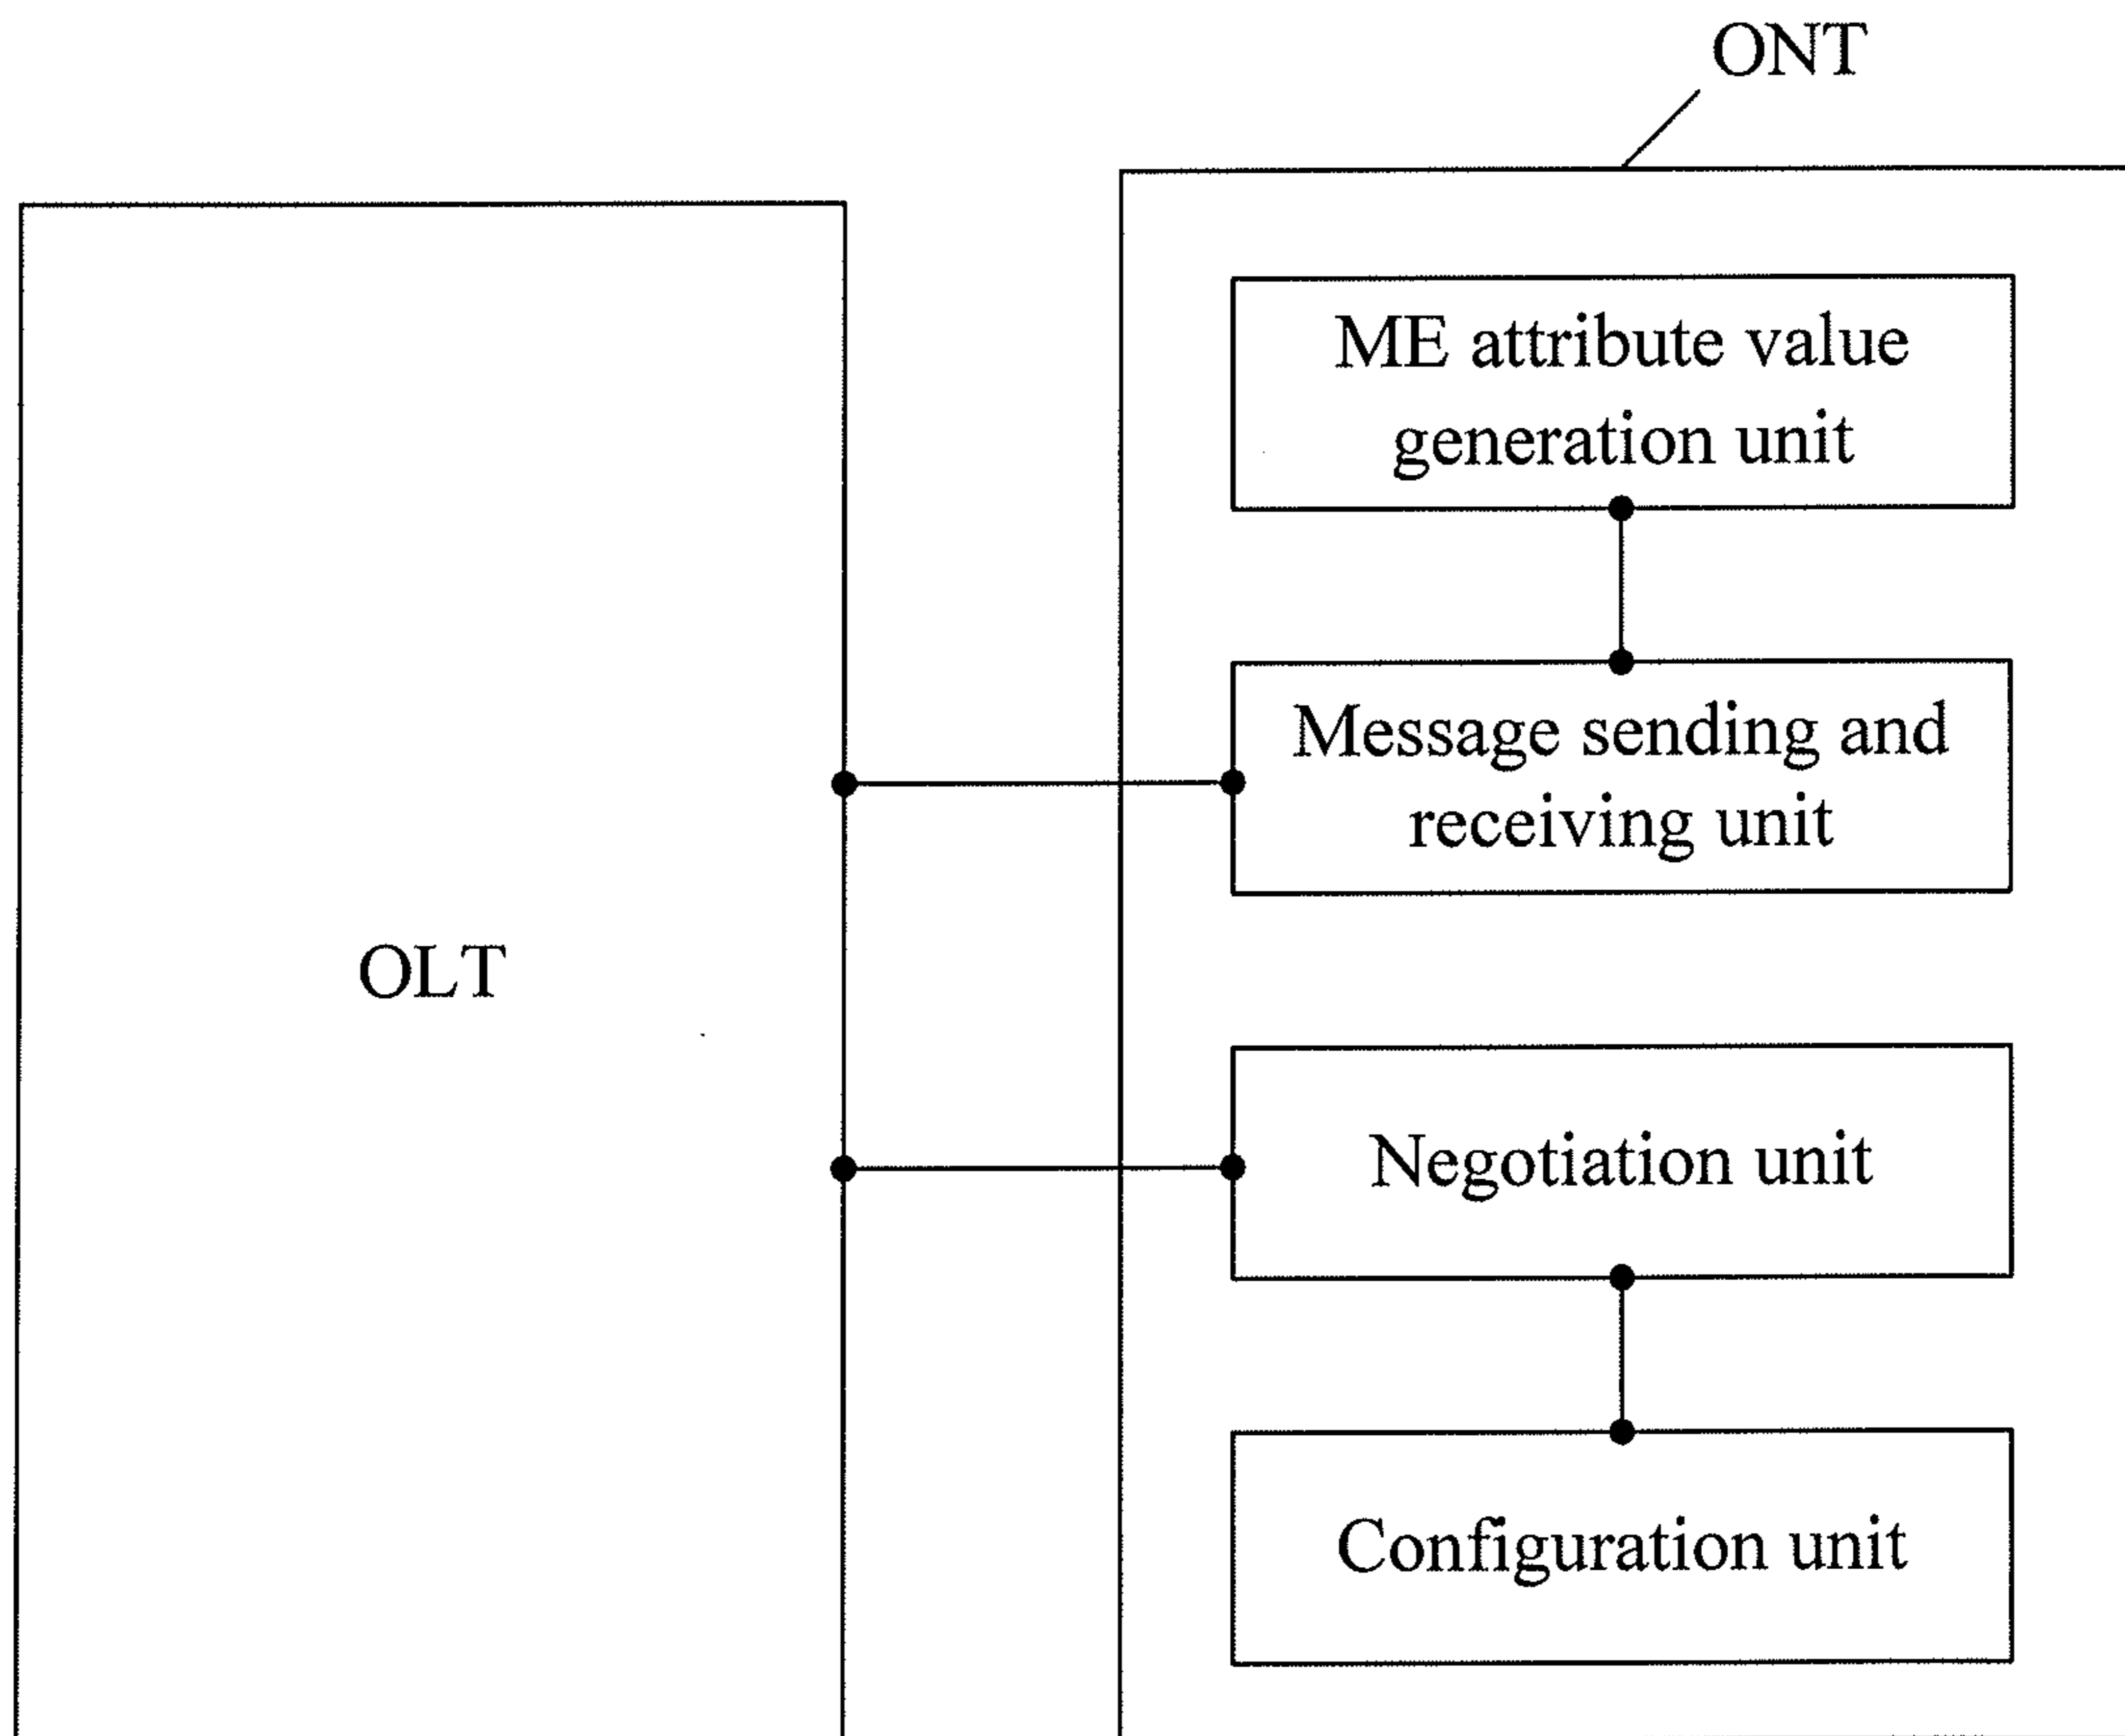 ONT
ME attribute value
generation unit
Message sending and
receiving unit
OLT
Negotiation unit
Configuration unit